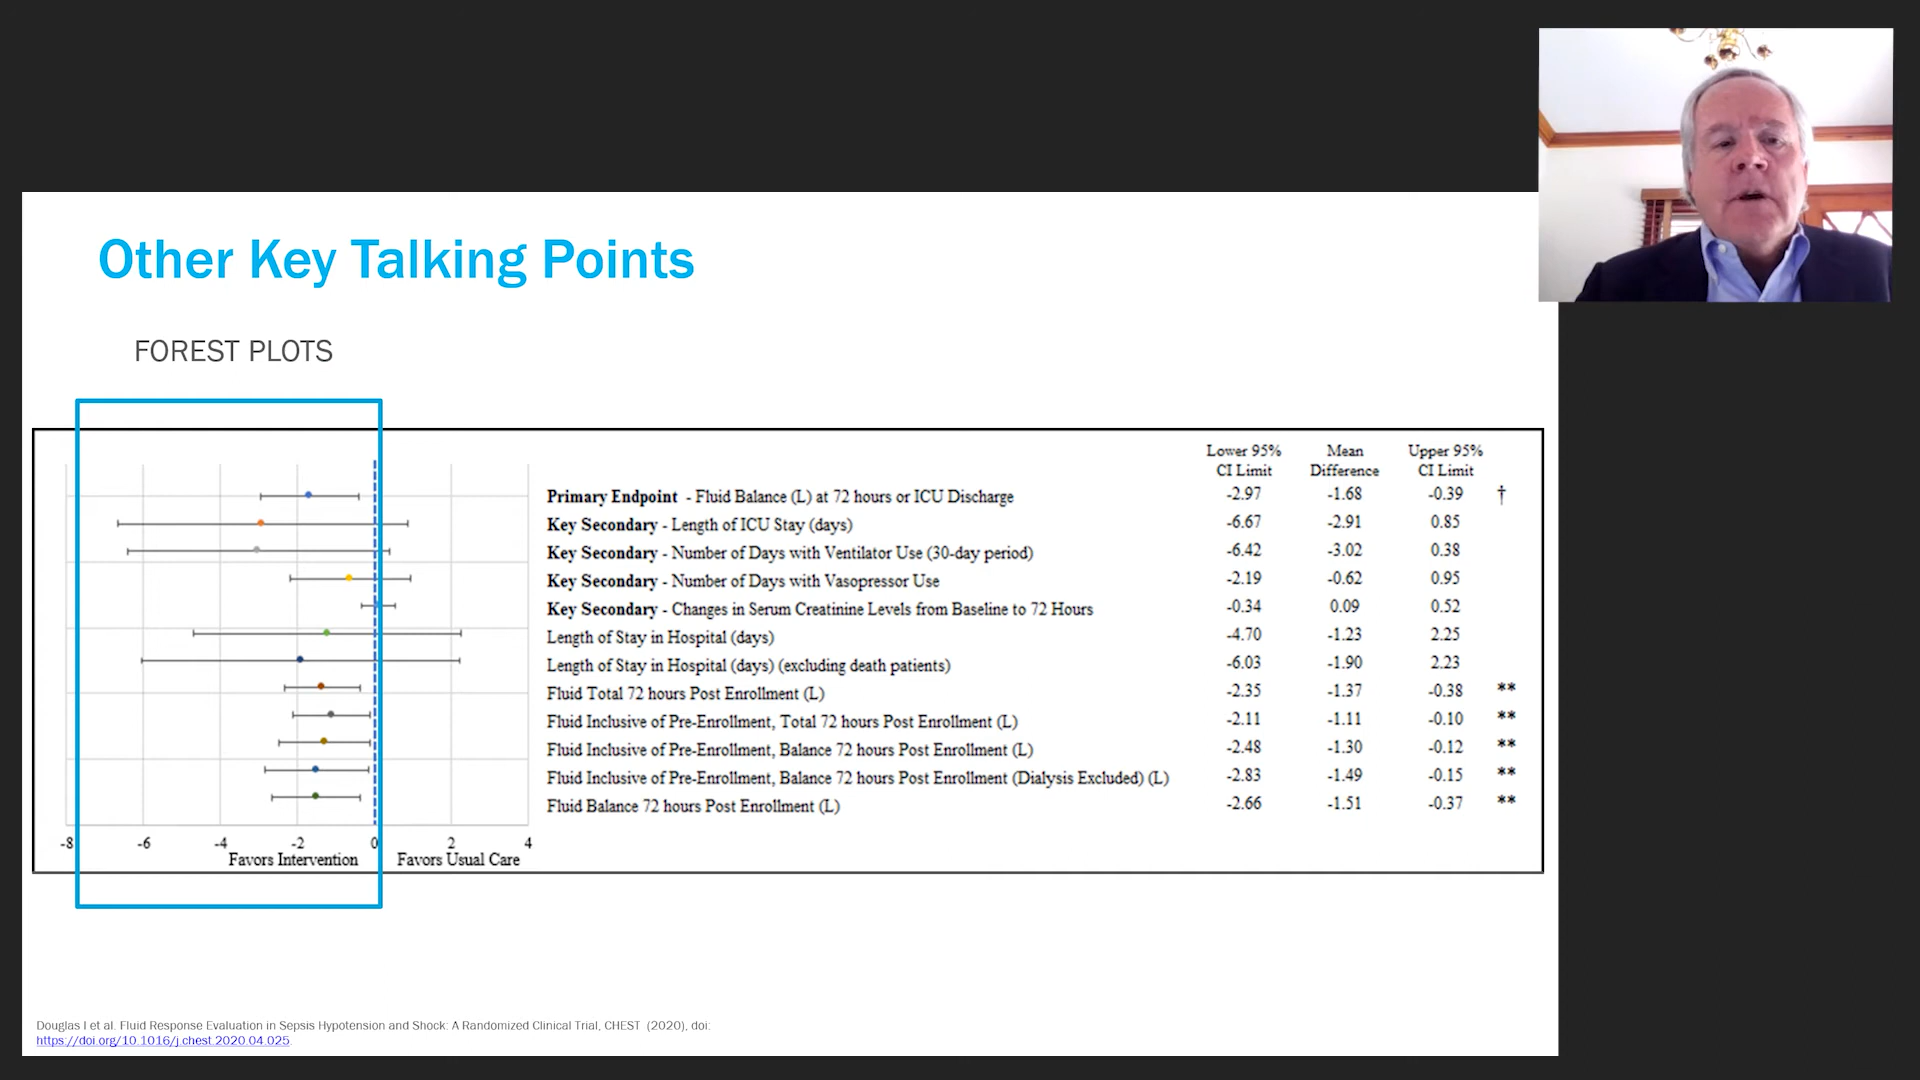 Other Key Talking Points
FOREST PLOTS
Lower 95% Mean Upper 95%
CI Limit Difference CI Limit
Primary Endpoint - Fluid Balance (L) at 72 hours or ICU Discharge -2.97 -1.68 -0.39 †
Key Secondary - Length of ICU Stay (days) -6.67 -2.91 0.85
Key Secondary - Number of Days with Ventilator Use (30-day period) -6.42 -3.02 0.38
Key Secondary - Number of Days with Vasopressor Use -2.19 -0.62 0.95
Key Secondary - Changes in Serum Creatinine Levels from Baseline to 72 Hours -0.34 0.09 0.52
Length of Stay in Hospital (days) -4.70 -1.23 2.25
Length of Stay in Hospital (days) (excluding death patients) -6.03 -1.90 2.23
Fluid Total 72 hours Post Enrollment (L) -2.35 -1.37 -0.38 **
Fluid Inclusive of Pre-Enrollment, Total 72 hours Post Enrollment (L) -2.11 -1.11 -0.10 **
Fluid Inclusive of Pre-Enrollment, Balance 72 hours Post Enrollment (L) -2.48 -1.30 -0.12 **
Fluid Inclusive of Pre-Enrollment, Balance 72 hours Post Enrollment (Dialysis Excluded) (L) -2.83 -1.49 -0.15 **
Fluid Balance 72 hours Post Enrollment (L) -2.66 -1.51 -0.37 **
-8 -6 -4 -2 0 2 4
Favors Intervention Favors Usual Care
Douglas I et al. Fluid Response Evaluation in Sepsis Hypotension and Shock: A Randomized Clinical Trial, CHEST (2020), doi:
https://doi.org/10.1016/j.chest.2020.04.025.